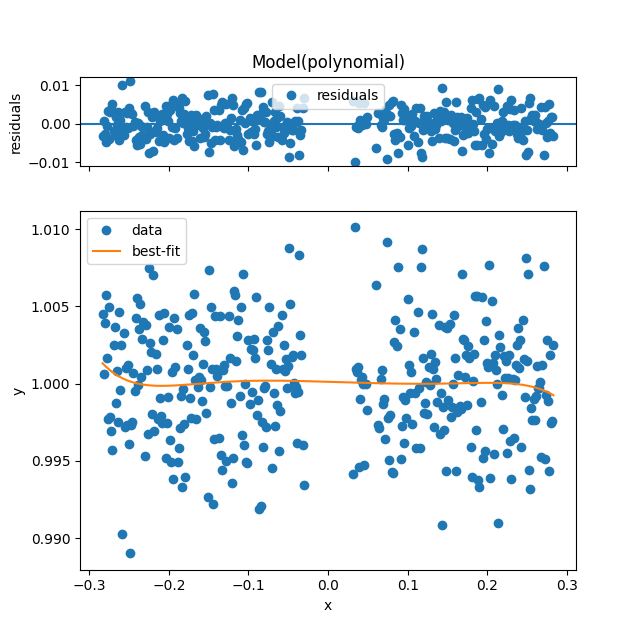 Model(polynomial)
residuals
0.01
0.00
−0.01
residuals
y
1.010
1.005
1.000
0.995
0.990
data
best-fit
−0.3
−0.2
−0.1
0.0
0.1
0.2
0.3
x